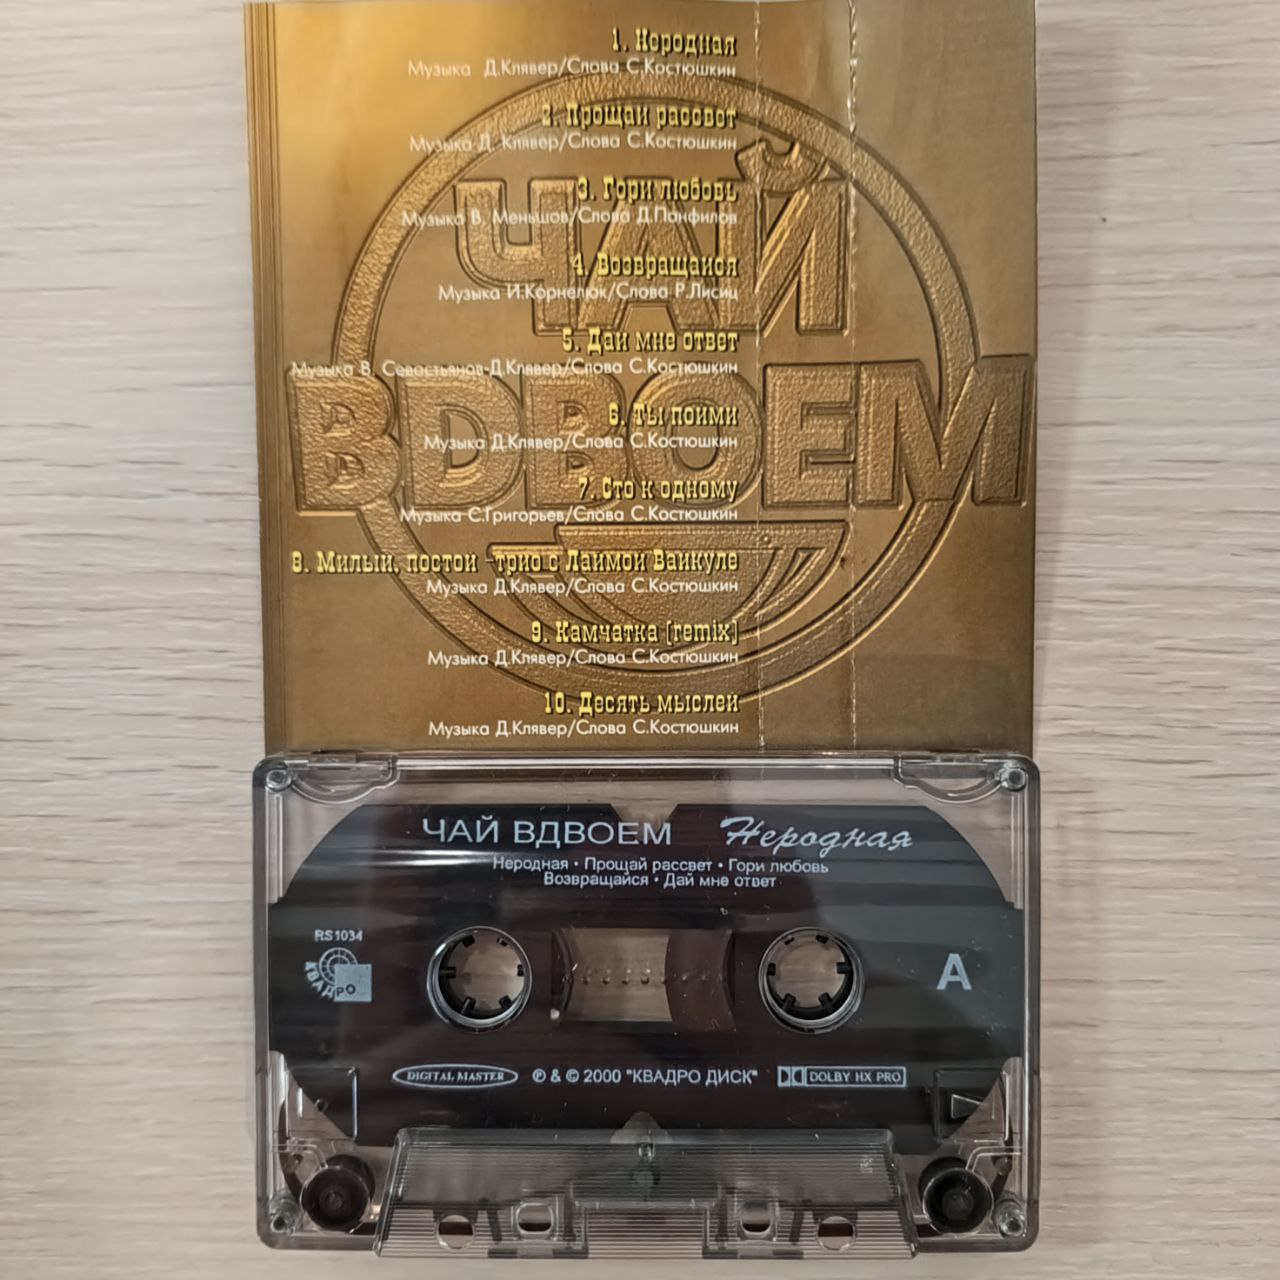 1. Неродная
Музыка Д.Клявер/Слова С.Костюшкин
2. Прощай рассвет
Музыка Д. Клявер/Слова С.Костюшкин
3. Гори любовь
Музыка В. Меньшов/Слова Д.Панфилов
4. Возвращайся
Музыка И.Корнелюк/Слова Р.Лисиц
5. Дай мне ответ
Музыка В. Севостьянов-Д.Клявер/Слова С.Костюшкин
6. Ты пойми
Музыка Д.Клявер/Слова С.Костюшкин
7. Сто к одному
Музыка С.Григорьев/Слова С.Костюшкин
8. Милый, постой -трио с Лаймой Вайкуле
Музыка Д.Клявер/Слова С.Костюшкин
9. Камчатка (remix)
Музыка Д.Клявер/Слова С.Костюшкин
10. Десять мыслей
Музыка Д.Клявер/Слова С.Костюшкин
ЧАЙ
ВДВОЕМ
ЧАЙ ВДВОЕМ Неродная
Неродная • Прощай рассвет • Гори любовь
Возвращайся • Дай мне ответ
RS1034
КВАДРО
A
DIGITAL MASTER ℗ & © 2000 "КВАДРО ДИСК" DOLBY HX PRO